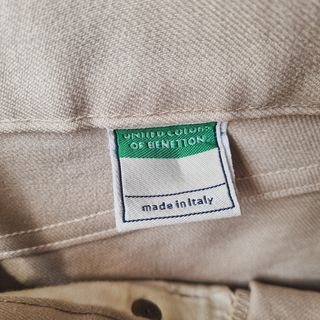 UNITED COLORS
OF BENETTON
made in italy